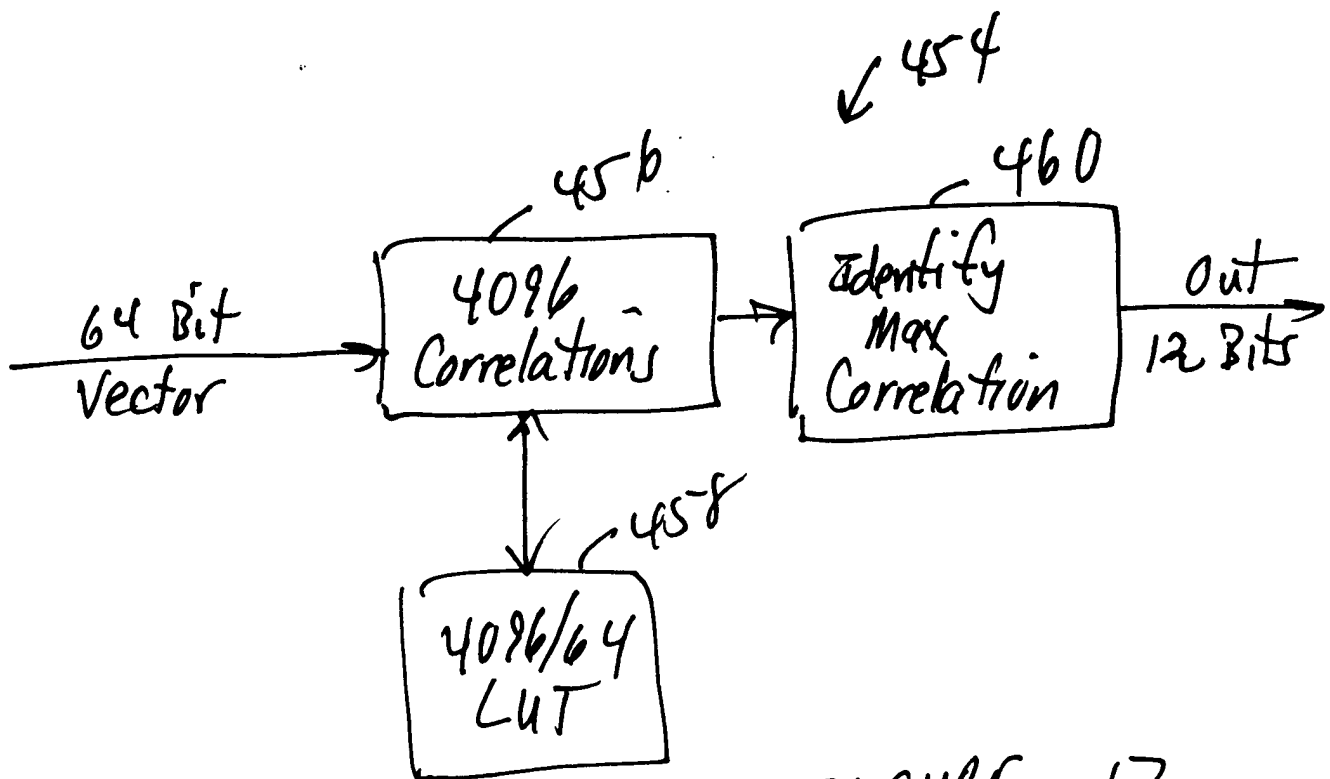 454
456
460
64 Bit
Vector
4096
Correlations
Identify
Max
Correlation
Out
12 Bits
458
4096/64
LUT